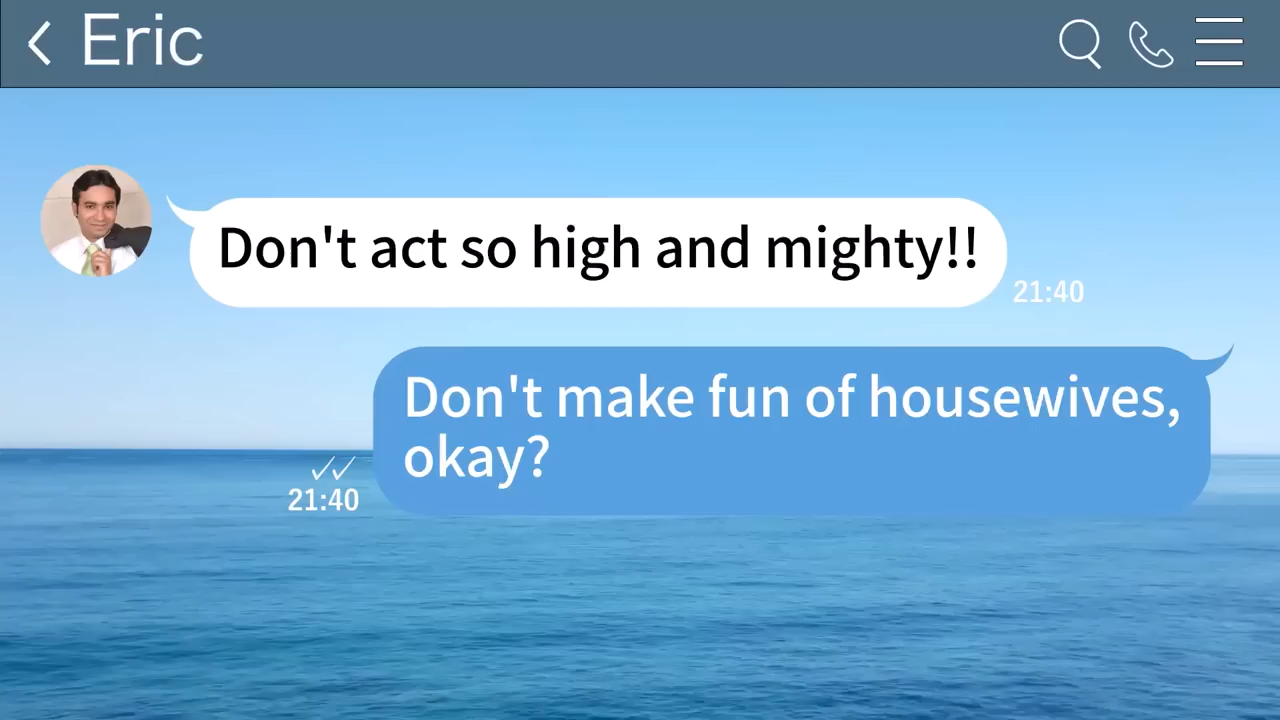 Eric
Don't act so high and mighty!!
21:40
Don't make fun of housewives,
okay?
21:40